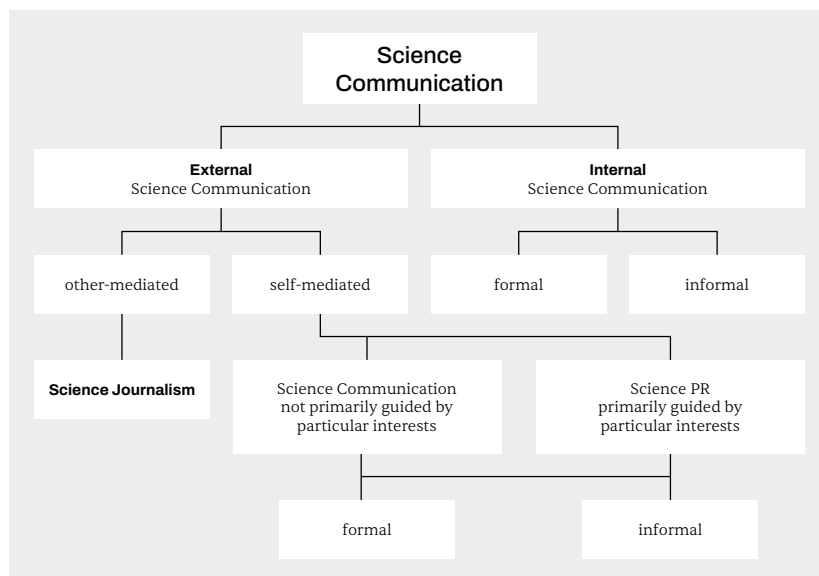 Science
Communication
External
Science Communication
Internal
Science Communication
other-mediated
self-mediated
formal
informal
Science Journalism
Science Communication
not primarily guided by
particular interests
Science PR
primarily guided by
particular interests
formal
informal